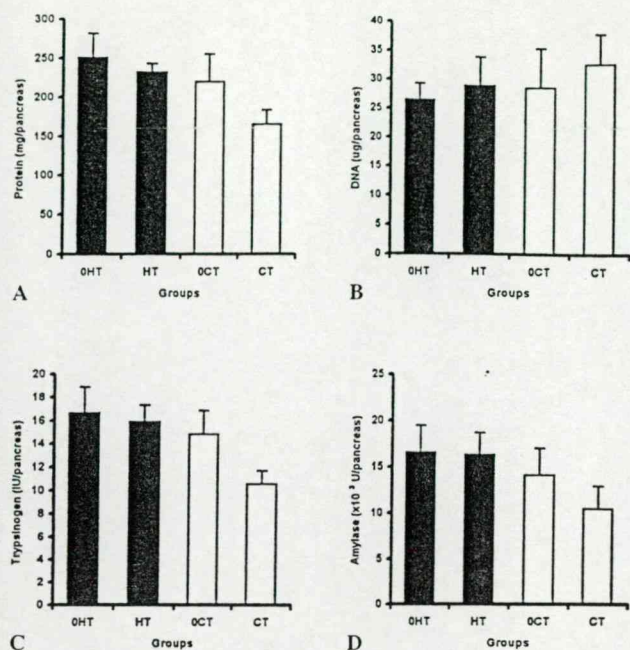 Protein (mg/pancreas)
300
250
200
150
100
50
0
0HT HT 0CT CT
Groups
A
DNA (ug/pancreas)
40
35
30
25
20
15
10
5
0
0HT HT 0CT CT
Groups
B
Trypsinogen (IU/pancreas)
20
18
16
14
12
10
8
6
4
2
0
0HT HT 0CT CT
Groups
C
Amylase (x10³ U/pancreas)
25
20
15
10
5
0
0HT HT 0CT CT
Groups
D